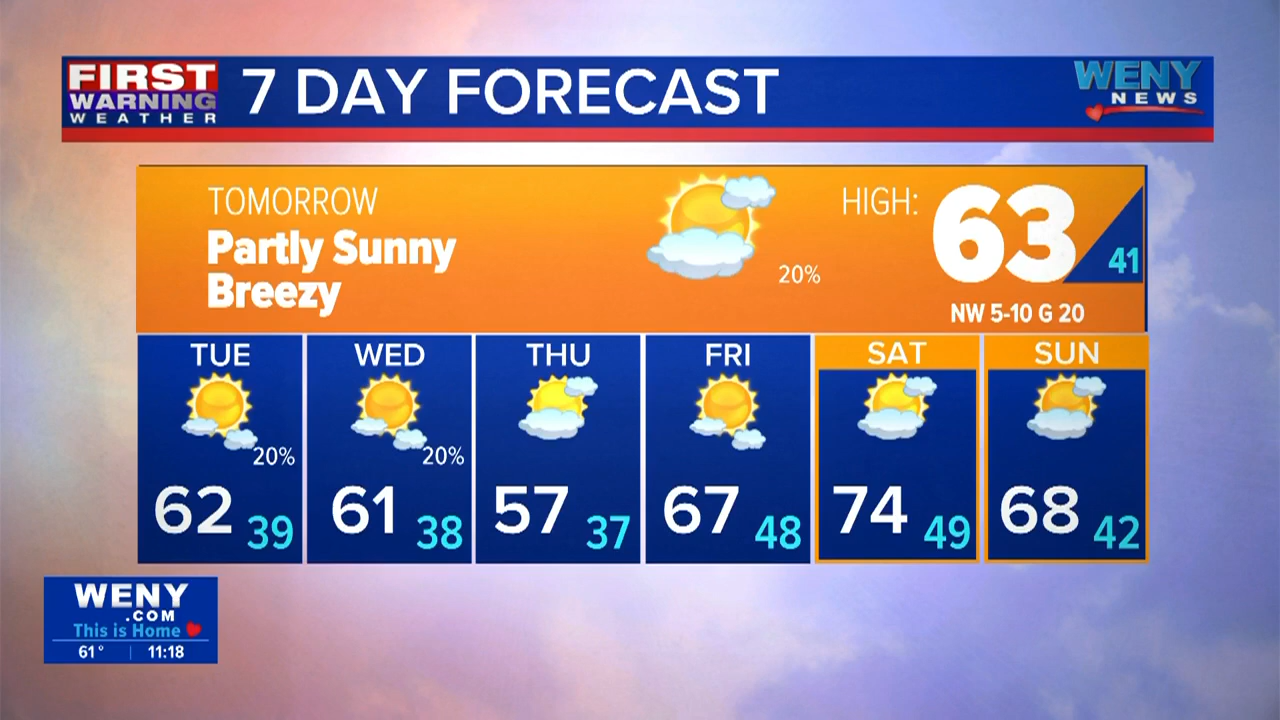 FIRST
WARNING
WEATHER
7 DAY FORECAST
WENY
NEWS
TOMORROW
Partly Sunny
Breezy
20%
HIGH: 63
41
NW 5-10 G 20
TUE WED THU FRI SAT SUN
20% 20%
62 39 61 38 57 37 67 48 74 49 68 42
WENY
.COM
This is Home
61° 11:18